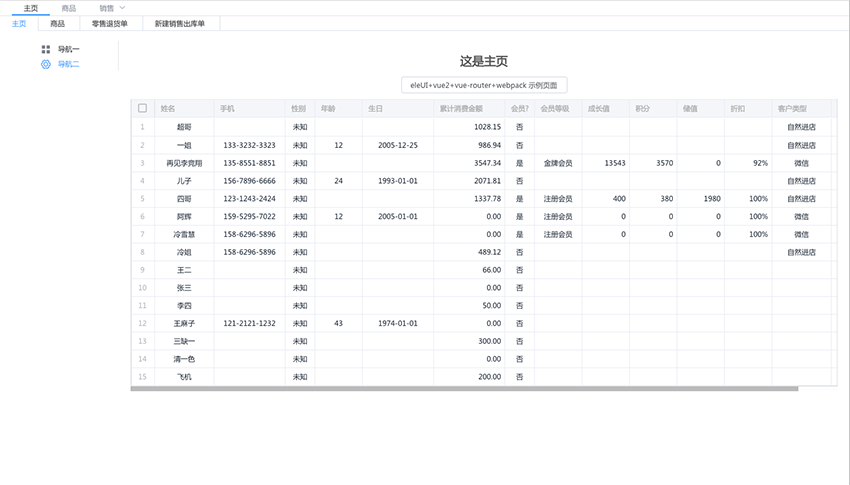 主页 商品 销售
主页 商品 零售退货单 新建销售出库单
导航一
导航二
这是主页
eleUI+vue2+vue-router+webpack 示例页面
姓名 手机 性别 年龄 生日 累计消费金额 会员? 会员等级 成长值 积分 储值 折扣 客户类型
1 超哥 未知 1028.15 否 自然进店
2 一姐 133-3232-3323 未知 12 2005-12-25 986.94 否 自然进店
3 再见李竞翔 135-8551-8851 未知 3547.34 是 金牌会员 13543 3570 0 92% 微信
4 儿子 156-7896-6666 未知 24 1993-01-01 2071.81 否 自然进店
5 四哥 123-1243-2424 未知 1337.78 是 注册会员 400 380 1980 100% 自然进店
6 阿辉 159-5295-7022 未知 12 2005-01-01 0.00 是 注册会员 0 0 0 100% 微信
7 冷雪慧 158-6296-5896 未知 0.00 是 注册会员 0 0 0 100% 微信
8 冷姐 158-6296-5896 未知 489.12 否 自然进店
9 王二 未知 66.00 否
10 张三 未知 0.00 否
11 李四 未知 50.00 否
12 王麻子 121-2121-1232 未知 43 1974-01-01 0.00 否
13 三缺一 未知 300.00 否
14 清一色 未知 0.00 否
15 飞机 未知 200.00 否